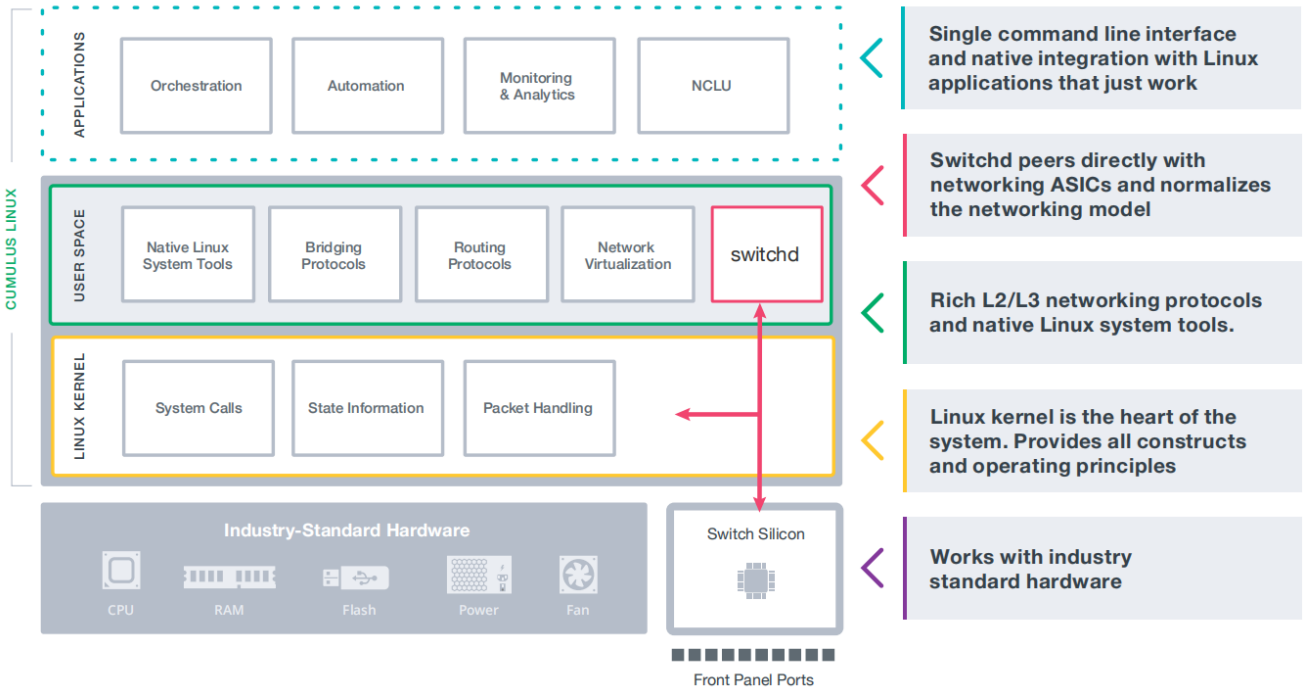 CUMULUS LINUX
APPLICATIONS
Orchestration
Automation
Monitoring
& Analytics
NCLU
Single command line interface
and native integration with Linux
applications that just work
USER SPACE
Native Linux
System Tools
Bridging
Protocols
Routing
Protocols
Network
Virtualization
switchd
Switchd peers directly with
networking ASICs and normalizes
the networking model
Rich L2/L3 networking protocols
and native Linux system tools.
LINUX KERNEL
System Calls
State Information
Packet Handling
Linux kernel is the heart of the
system. Provides all constructs
and operating principles
Industry-Standard Hardware
CPU
RAM
Flash
Power
Fan
Switch Silicon
Front Panel Ports
Works with industry
standard hardware